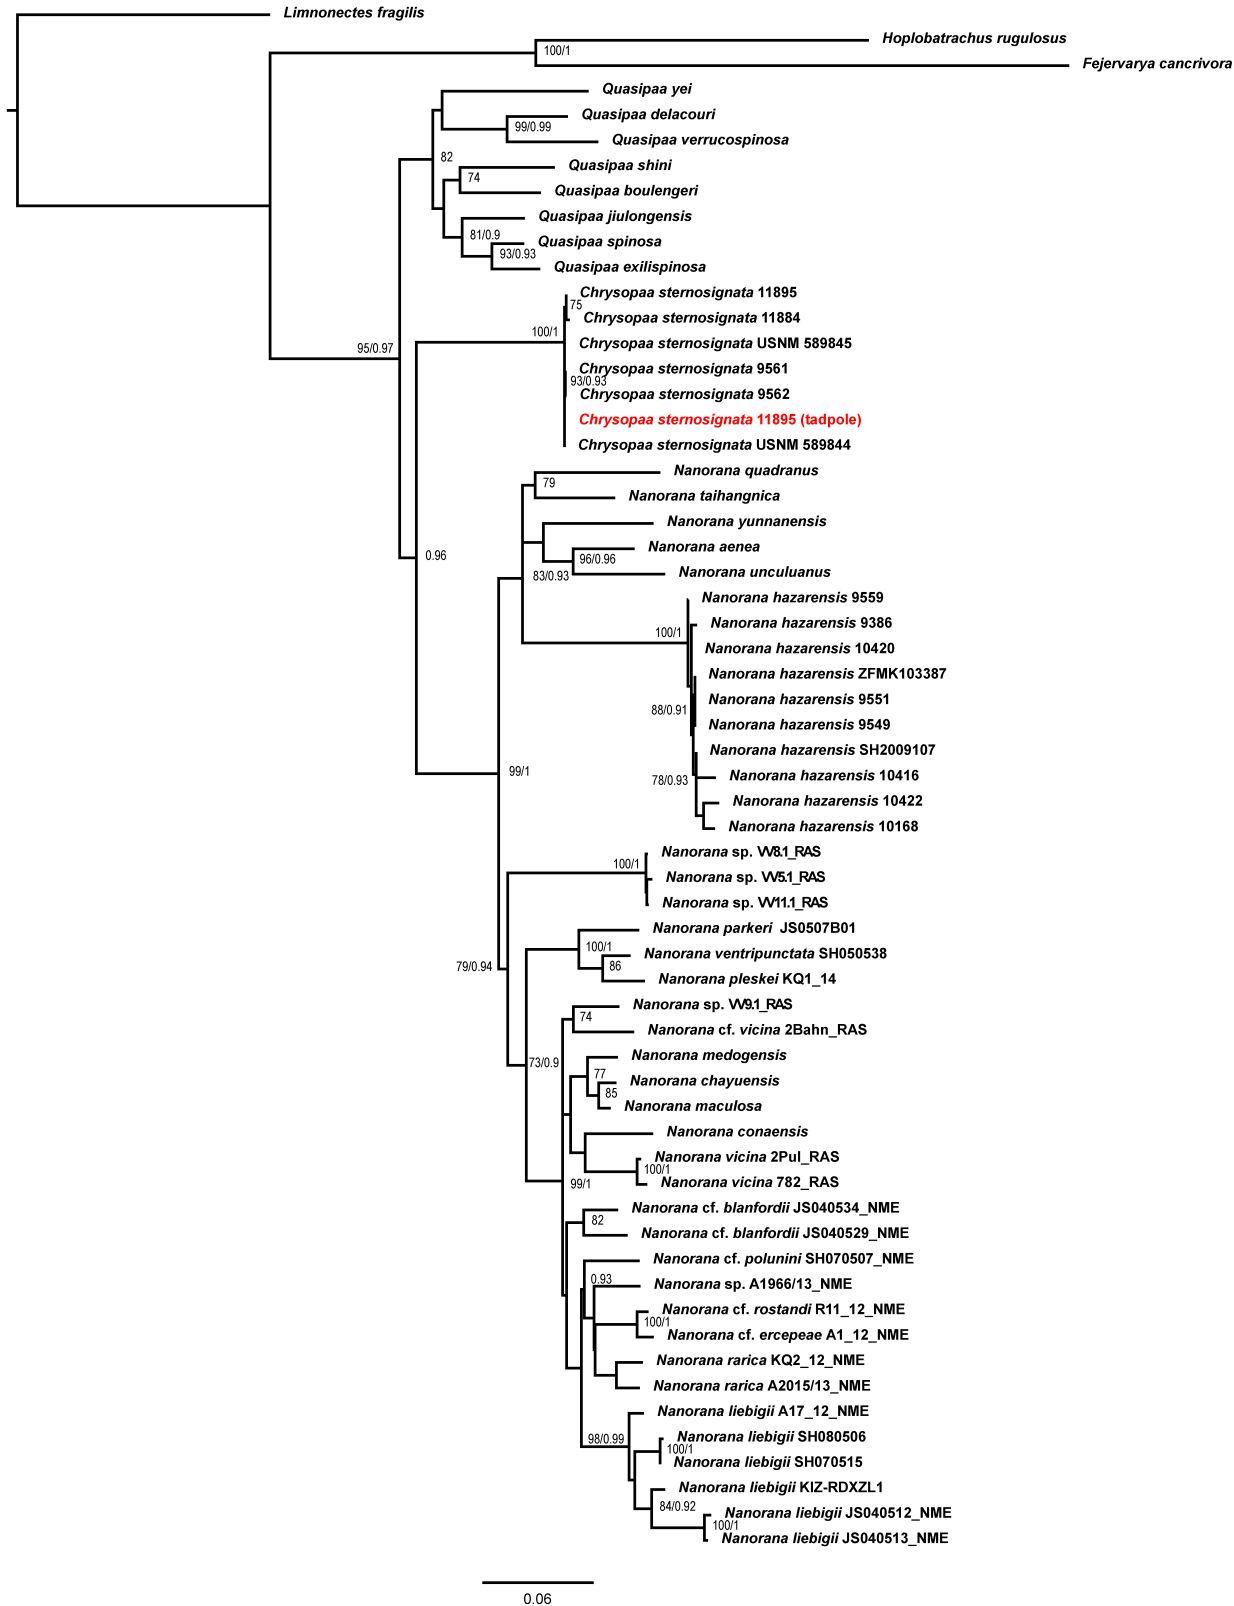 Limnonectes fragilis
Hoplobatrachus rugulosus
100/1
Fejervarya cancrivora
Quasipaa yei
Quasipaa delacouri
99/0.99
Quasipaa verrucospinosa
82
Quasipaa shini
74
Quasipaa boulengeri
Quasipaa jiulongensis
81/0.9
Quasipaa spinosa
93/0.93
Quasipaa exilispinosa
Chrysopaa sternosignata 11895
75
Chrysopaa sternosignata 11884
100/1
Chrysopaa sternosignata USNM 589845
95/0.97
Chrysopaa sternosignata 9561
93/0.93
Chrysopaa sternosignata 9562
Chrysopaa sternosignata 11895 (tadpole)
Chrysopaa sternosignata USNM 589844
Nanorana quadranus
79
Nanorana taihangnica
Nanorana yunnanensis
Nanorana aenea
0.96
96/0.96
Nanorana unculuanus
83/0.93
Nanorana hazarensis 9559
Nanorana hazarensis 9386
100/1
Nanorana hazarensis 10420
Nanorana hazarensis ZFMK103387
Nanorana hazarensis 9551
88/0.91
Nanorana hazarensis 9549
Nanorana hazarensis SH2009107
99/1
Nanorana hazarensis 10416
78/0.93
Nanorana hazarensis 10422
Nanorana hazarensis 10168
Nanorana sp. VV8.1_RAS
100/1
Nanorana sp. VV5.1_RAS
Nanorana sp. VV11.1_RAS
Nanorana parkeri JS0507B01
100/1
Nanorana ventripunctata SH050538
79/0.94
86
Nanorana pleskei KQ1_14
Nanorana sp. VV9.1_RAS
74
Nanorana cf. vicina 2Bahn_RAS
Nanorana medogensis
73/0.9
77
Nanorana chayuensis
85
Nanorana maculosa
Nanorana conaensis
Nanorana vicina 2Pul_RAS
100/1
Nanorana vicina 782_RAS
99/1
Nanorana cf. blanfordii JS040534_NME
82
Nanorana cf. blanfordii JS040529_NME
Nanorana cf. polunini SH070507_NME
0.93
Nanorana sp. A1966/13_NME
Nanorana cf. rostandi R11_12_NME
100/1
Nanorana cf. ercepeae A1_12_NME
Nanorana rarica KQ2_12_NME
Nanorana rarica A2015/13_NME
Nanorana liebigii A17_12_NME
98/0.99
Nanorana liebigii SH080506
100/1
Nanorana liebigii SH070515
Nanorana liebigii KIZ-RDXZL1
84/0.92
Nanorana liebigii JS040512_NME
100/1
Nanorana liebigii JS040513_NME
0.06